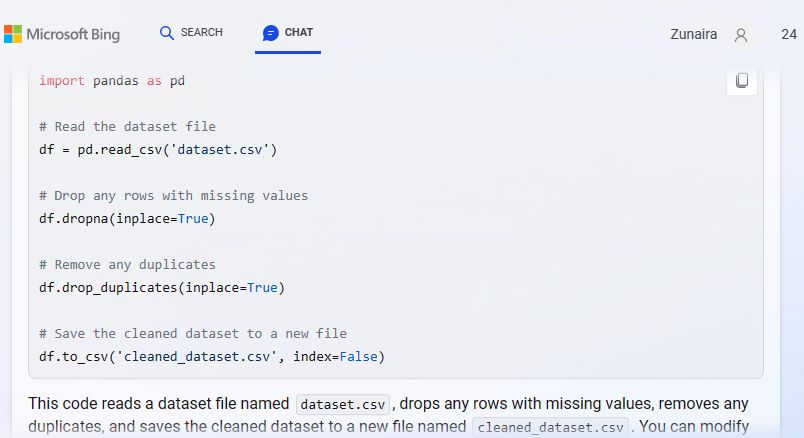 Microsoft Bing SEARCH CHAT Zunaira 24
import pandas as pd
# Read the dataset file
df = pd.read_csv('dataset.csv')
# Drop any rows with missing values
df.dropna(inplace=True)
# Remove any duplicates
df.drop_duplicates(inplace=True)
# Save the cleaned dataset to a new file
df.to_csv('cleaned_dataset.csv', index=False)
This code reads a dataset file named dataset.csv, drops any rows with missing values, removes any
duplicates, and saves the cleaned dataset to a new file named cleaned_dataset.csv. You can modify